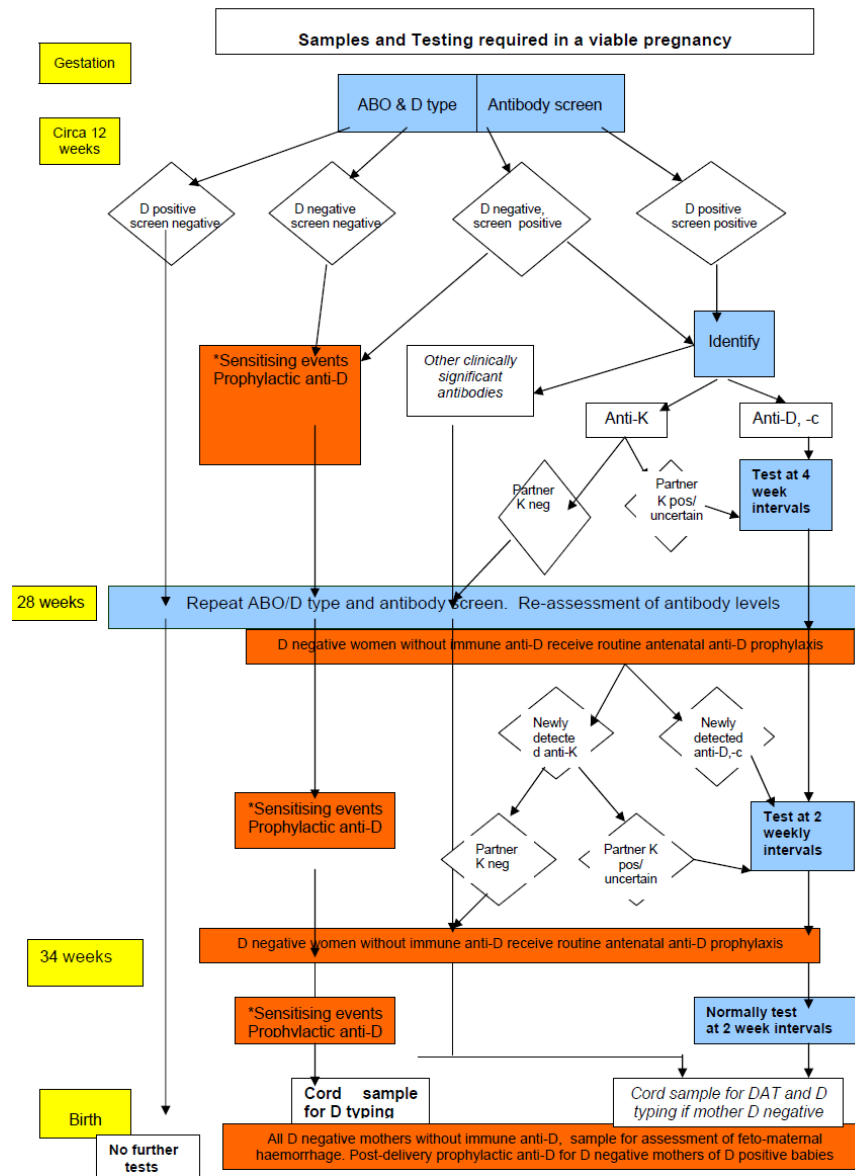 Samples and Testing required in a viable pregnancy
Gestation
ABO & D type
Antibody screen
Circa 12
weeks
D positive
screen negative
D negative
screen negative
D negative,
screen positive
D positive
screen positive
Identify
*Sensitising events
Prophylactic anti-D
Other clinically
significant
antibodies
Anti-K
Anti-D, -c
Partner
K neg
Partner
K pos/
uncertain
Test at 4
week
intervals
28 weeks
Repeat ABO/D type and antibody screen. Re-assessment of antibody levels
D negative women without immune anti-D receive routine antenatal anti-D prophylaxis
Newly
detecte
d anti-K
Newly
detected
anti-D,-c
*Sensitising events
Prophylactic anti-D
Test at 2
weekly
intervals
Partner
K neg
Partner K
pos/
uncertain
34 weeks
D negative women without immune anti-D receive routine antenatal anti-D prophylaxis
*Sensitising events
Prophylactic anti-D
Normally test
at 2 week intervals
Cord sample
for D typing
Cord sample for DAT and D
typing if mother D negative
Birth
No further
tests
All D negative mothers without immune anti-D, sample for assessment of feto-maternal
haemorrhage. Post-delivery prophylactic anti-D for D negative mothers of D positive babies